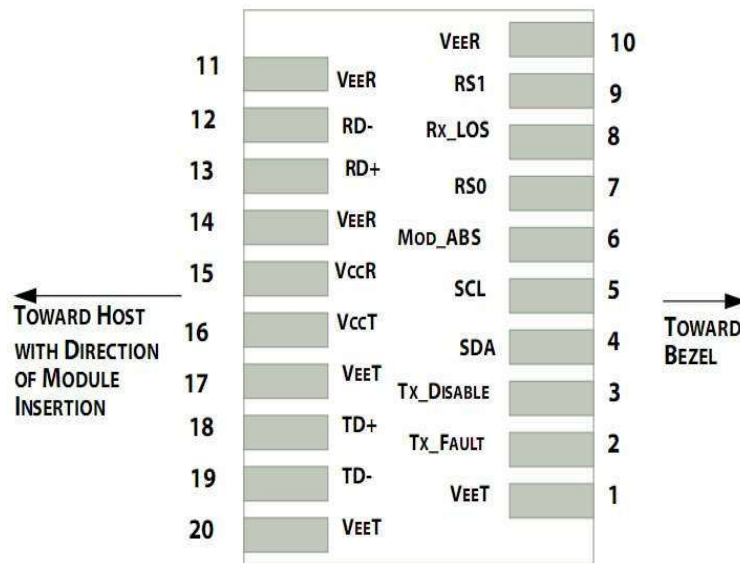 VEER 10
11 VEER
RS1 9
12 RD-
RX_LOS 8
13 RD+
RS0 7
14 VEER
MOD_ABS 6
15 VCCR
SCL 5
TOWARD HOST
WITH DIRECTION
OF MODULE
INSERTION
TOWARD
BEZEL
16 VCCT
SDA 4
17 VEET
TX_DISABLE 3
18 TD+
TX_FAULT 2
19 TD-
VEET 1
20 VEET